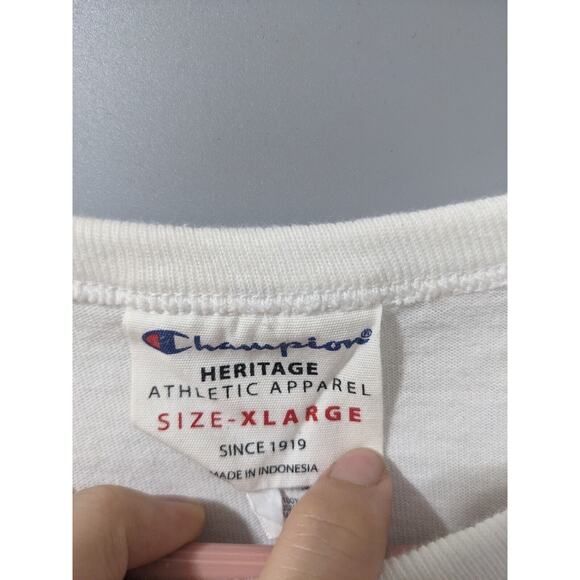 Champion®
HERITAGE
ATHLETIC APPAREL
SIZE-XLARGE
SINCE 1919
MADE IN INDONESIA